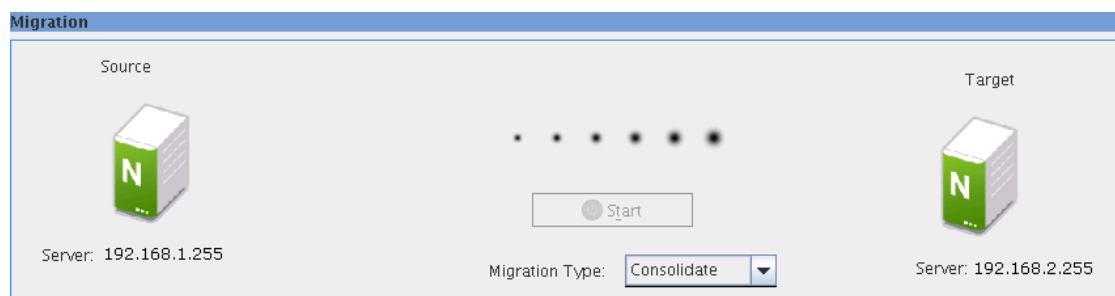 Migration
Source
Target
N
N
Start
Server: 192.168.1.255
Migration Type: Consolidate
Server: 192.168.2.255